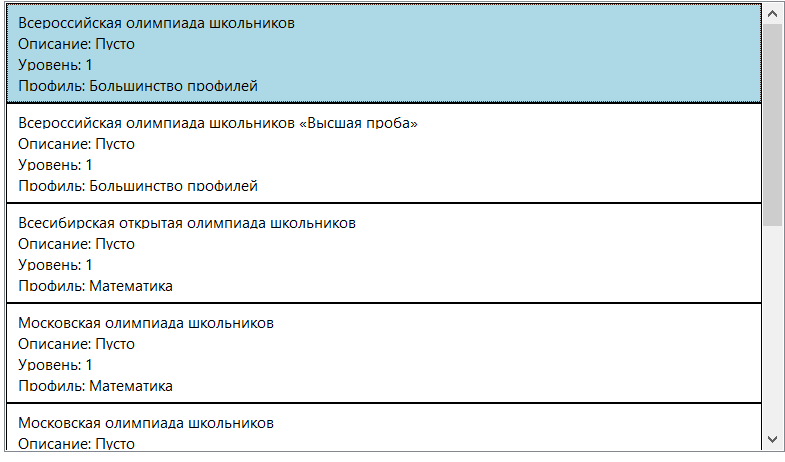 Всероссийская олимпиада школьников
Описание: Пусто
Уровень: 1
Профиль: Большинство профилей
Всероссийская олимпиада школьников «Высшая проба»
Описание: Пусто
Уровень: 1
Профиль: Большинство профилей
Всесибирская открытая олимпиада школьников
Описание: Пусто
Уровень: 1
Профиль: Математика
Московская олимпиада школьников
Описание: Пусто
Уровень: 1
Профиль: Математика
Московская олимпиада школьников
Описание: Пусто